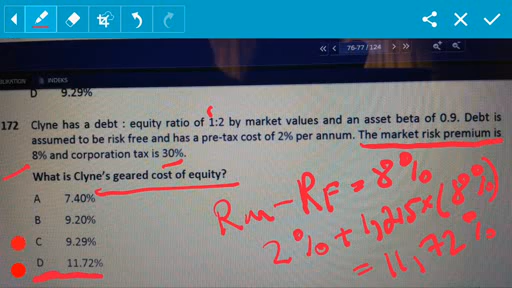 76-77 / 124
INDEKS
D 9.29%
172 Clyne has a debt : equity ratio of 1:2 by market values and an asset beta of 0.9. Debt is
assumed to be risk free and has a pre-tax cost of 2% per annum. The market risk premium is
8% and corporation tax is 30%.
What is Clyne's geared cost of equity?
A 7.40%
B 9.20%
C 9.29%
D 11.72%
Rm-RF=8%
2%+1,215×(8%)
=11,72%